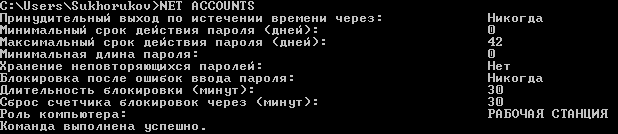 C:\Users\Sukhorukov>NET ACCOUNTS
Принудительный выход по истечении времени через: Никогда
Минимальный срок действия пароля (дней): 0
Максимальный срок действия пароля (дней): 42
Минимальная длина пароля: 0
Хранение неповторяющихся паролей: Нет
Блокировка после ошибок ввода пароля: Никогда
Длительность блокировки (минут): 30
Сброс счетчика блокировок через (минут): 30
Роль компьютера: РАБОЧАЯ СТАНЦИЯ
Команда выполнена успешно.